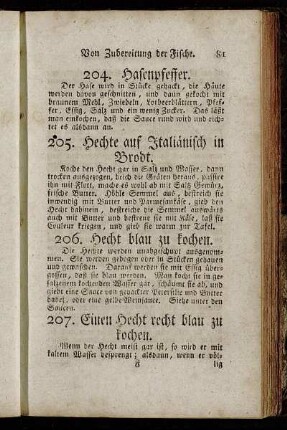 Von Zubereitung der Fische. 81
204. Hasenpfeffer.
Der Hase wird in Stücke gehackt, die Häute
werden davon geschnitten, und dann gekocht mit
braunem Mehl, Zwiebeln, Lorbeerblättern, Pfef-
fer, Essig, Salz und ein wenig Zucker. Das läßt
man einkochen, daß die Sauce rund wird und rich-
tet es alsdann an.
205. Hechte auf Italiänisch in
Brodt.
Koche den Hecht gar in Salz und Wasser, dann
trocken ausgezogen, brich die Gräten heraus, passire
ihn mit Butter, mache es wohl ab mit Salz Gewürz,
frische Butter. Höhle Semmel aus, bestreich sie
inwendig mit Butter und Parmesankäse, gieb den
Hecht dahinein, bestreiche die Semmel auswärts
auch mit Butter und bestreue sie mit Käse, laß sie
Couleur kriegen, und gieb sie warm zur Tafel.
206. Hecht blau zu kochen.
Die Hechte werden unabgeschuppt ausgenom-
men. Sie werden gebogen oder in Stücken gehauen
und gewaschen. Darauf werden sie mit Essig über-
gossen, daß sie blau werden. Man kocht sie in ge-
salzenem kochenden Wasser gar, schäumt sie ab, und
giebt eine Sauce von gehackter Petersilie und Butter
dabei, oder eine gelbe Weinsauce. Siehe unter den
Saucen.
207. Einen Hecht recht blau zu
kochen.
Wenn der Hecht meist gar ist, so wird er mit
kaltem Wasser besprengt; alsdann, wenn er völ-
lig